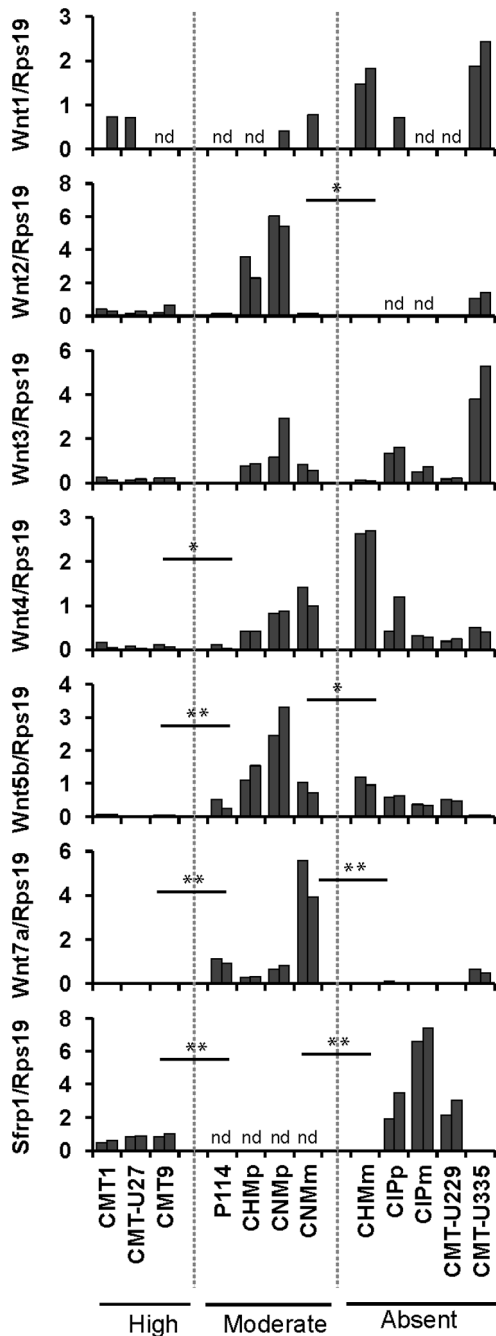 Wnt1/Rps19
3
2
1
0
nd
nd
nd
nd
nd
Wnt2/Rps19
8
6
4
2
0
*
nd
nd
Wnt3/Rps19
6
4
2
0
Wnt4/Rps19
3
2
1
0
*
Wnt5b/Rps19
4
3
2
1
0
**
*
Wnt7a/Rps19
6
4
2
0
**
**
Sfrp1/Rps19
8
6
4
2
0
**
**
nd
nd
nd
nd
CMT1
CMT-U27
CMT9
P114
CHMp
CNMp
CNMm
CHMm
CIPp
CIPm
CMT-U229
CMT-U335
High
Moderate
Absent